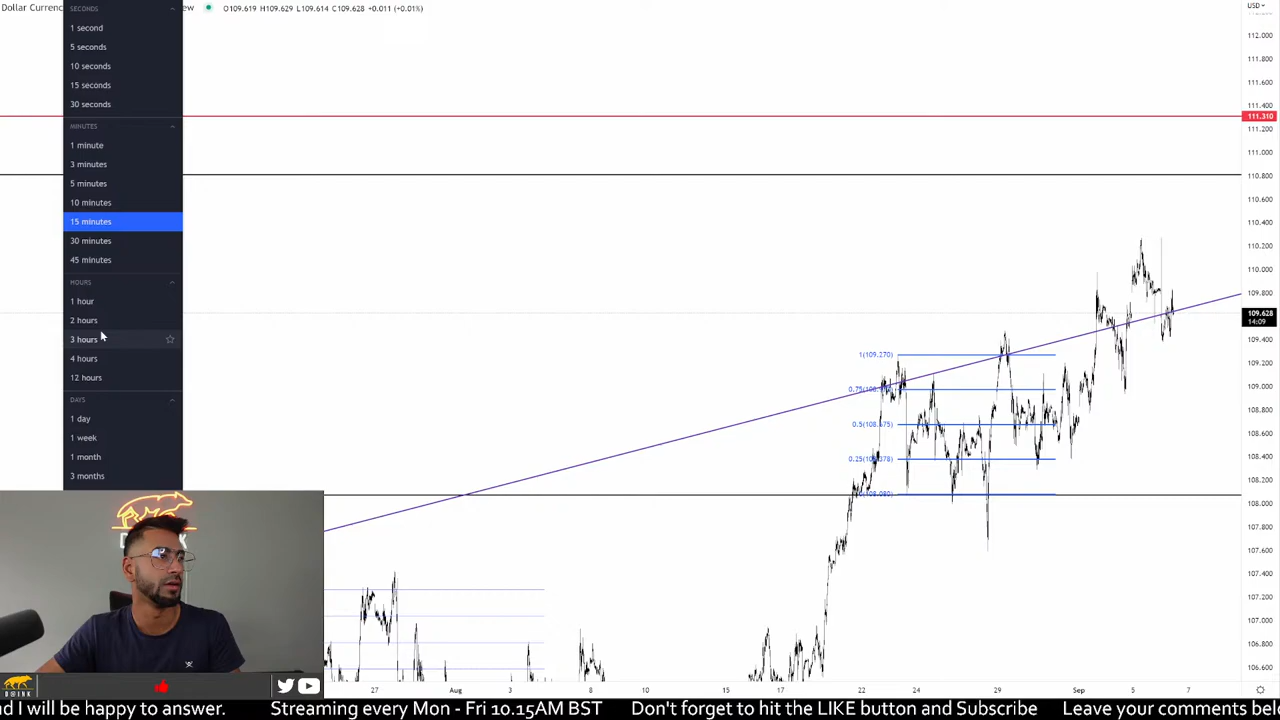 Dollar Currenc
ew
O109.619 H109.629 L109.614 C109.628 +0.011 (+0.01%)
USD
SECONDS
1 second
5 seconds
10 seconds
15 seconds
30 seconds
MINUTES
1 minute
3 minutes
5 minutes
10 minutes
15 minutes
30 minutes
45 minutes
HOURS
1 hour
2 hours
3 hours
4 hours
12 hours
DAYS
1 day
1 week
1 month
3 months
112.000
111.800
111.600
111.400
111.310
111.200
111.000
110.800
110.600
110.400
110.200
110.000
109.800
109.628
14:09
109.400
109.200
109.000
108.800
108.600
108.400
108.200
108.000
107.800
107.600
107.400
107.200
107.000
106.800
106.600
1(109.270)
0.5(108.675)
27
Aug
3
8
10
15
22
24
29
Sep
5
7
d I will be happy to answer. Streaming every Mon - Fri 10.15AM BST Don't forget to hit the LIKE button and Subscribe Leave your comments bel